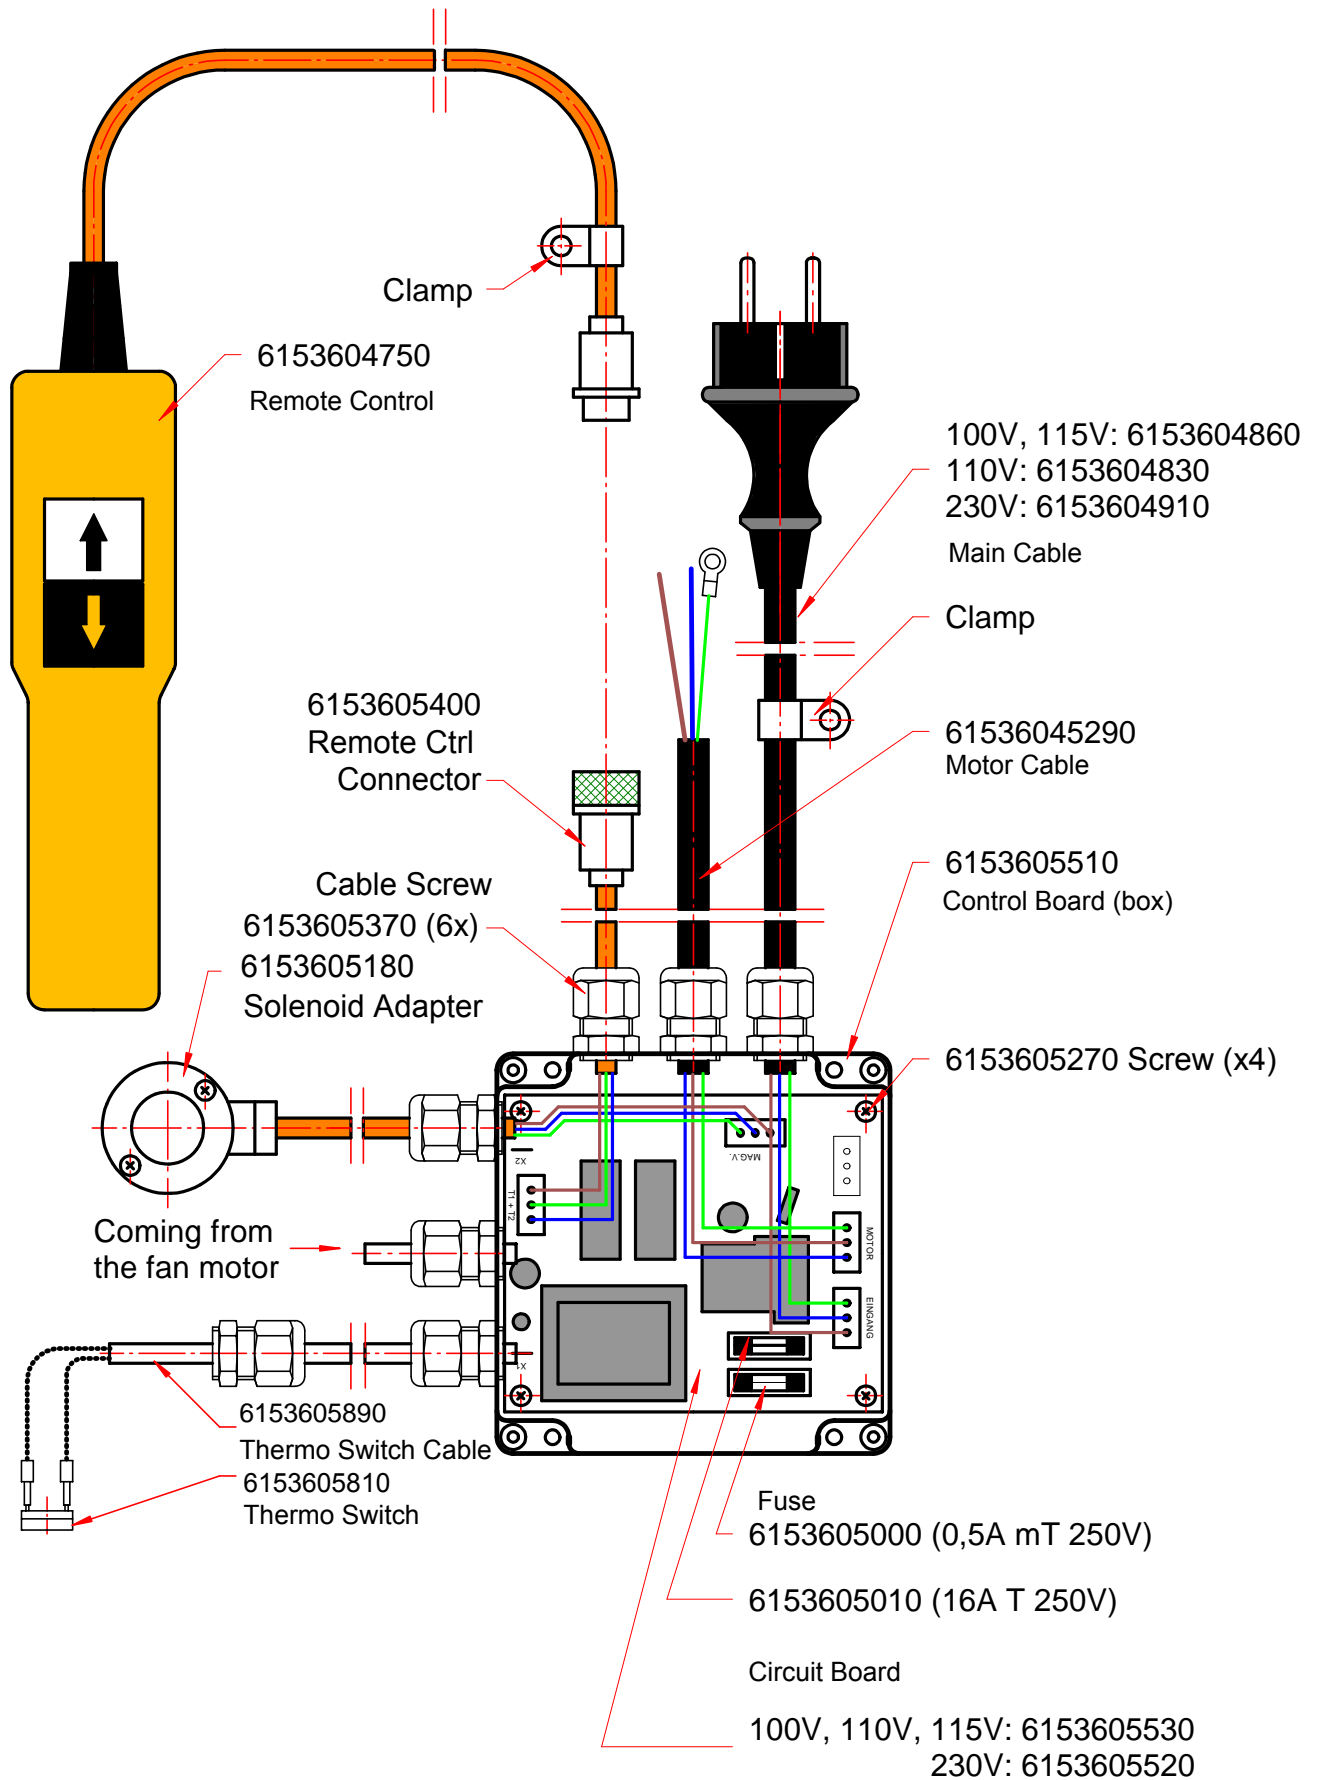 Clamp
6153604750
Remote Control
100V, 115V: 6153604860
110V: 6153604830
230V: 6153604910
Main Cable
Clamp
6153605400
Remote Ctrl
Connector
61536045290
Motor Cable
6153605510
Control Board (box)
Cable Screw
6153605370 (6x)
6153605180
Solenoid Adapter
6153605270 Screw (x4)
MAG.V.
X2
T1 + T2
MOTOR
EINGANG
X1
Coming from
the fan motor
6153605890
Thermo Switch Cable
6153605810
Thermo Switch
Fuse
6153605000 (0,5A mT 250V)
6153605010 (16A T 250V)
Circuit Board
100V, 110V, 115V: 6153605530
230V: 6153605520